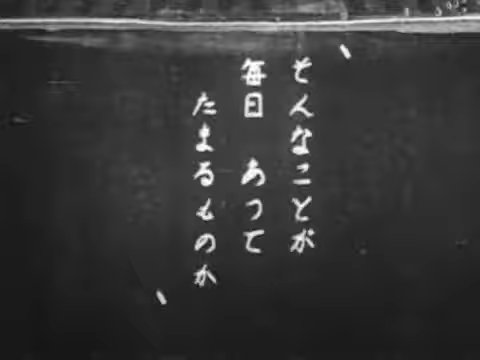 そんなことが
毎日　あって
たまるものか